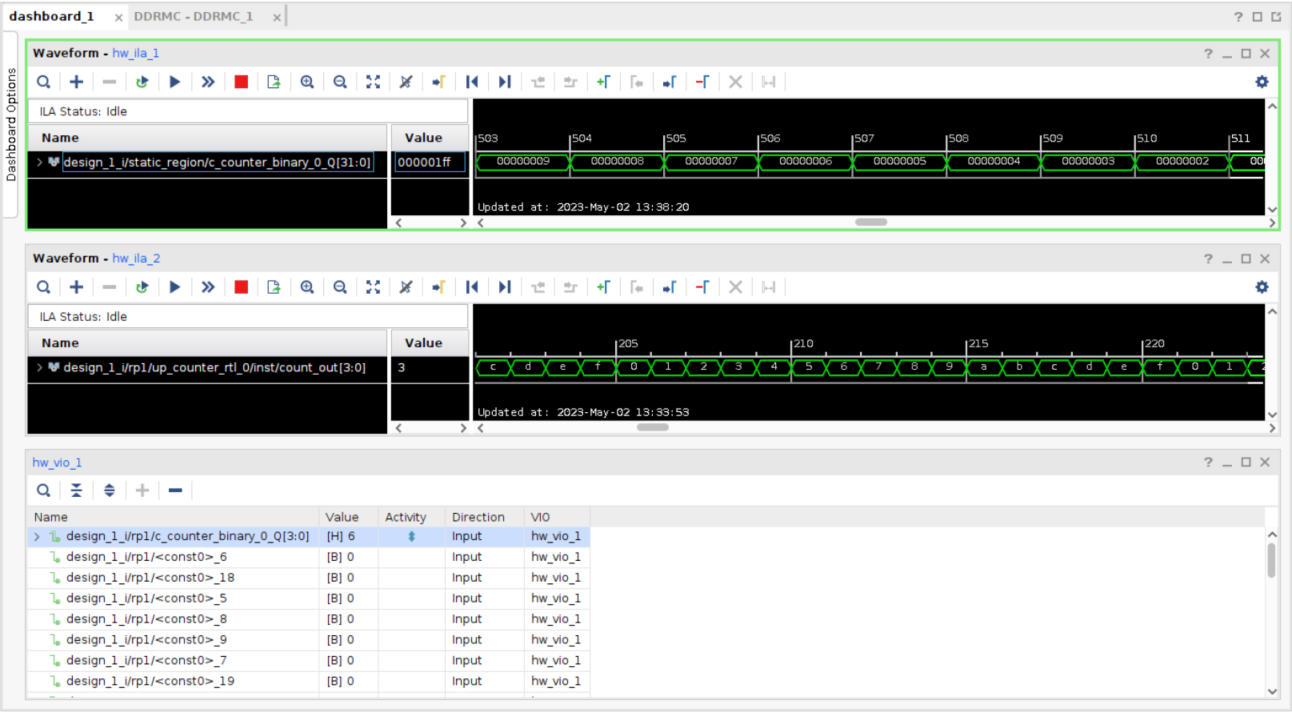 dashboard_1 × DDRMC - DDRMC_1 ×
Dashboard Options
Waveform - hw_ila_1
ILA Status: Idle
Name Value
503 504 505 506 507 508 509 510 511
design_1_i/static_region/c_counter_binary_0_Q[31:0] 000001ff 00000009 00000008 00000007 00000006 00000005 00000004 00000003 00000002 00
Updated at: 2023-May-02 13:38:20
Waveform - hw_ila_2
ILA Status: Idle
Name Value
205 210 215 220
design_1_i/rp1/up_counter_rtl_0/inst/count_out[3:0] 3 c d e f 0 1 2 3 4 5 6 7 8 9 a b c d e f 0 1 2
Updated at: 2023-May-02 13:33:53
hw_vio_1
Name Value Activity Direction VIO
design_1_i/rp1/c_counter_binary_0_Q[3:0] [H] 6 Input hw_vio_1
design_1_i/rp1/<const0>_6 [B] 0 Input hw_vio_1
design_1_i/rp1/<const0>_18 [B] 0 Input hw_vio_1
design_1_i/rp1/<const0>_5 [B] 0 Input hw_vio_1
design_1_i/rp1/<const0>_8 [B] 0 Input hw_vio_1
design_1_i/rp1/<const0>_9 [B] 0 Input hw_vio_1
design_1_i/rp1/<const0>_7 [B] 0 Input hw_vio_1
design_1_i/rp1/<const0>_19 [B] 0 Input hw_vio_1